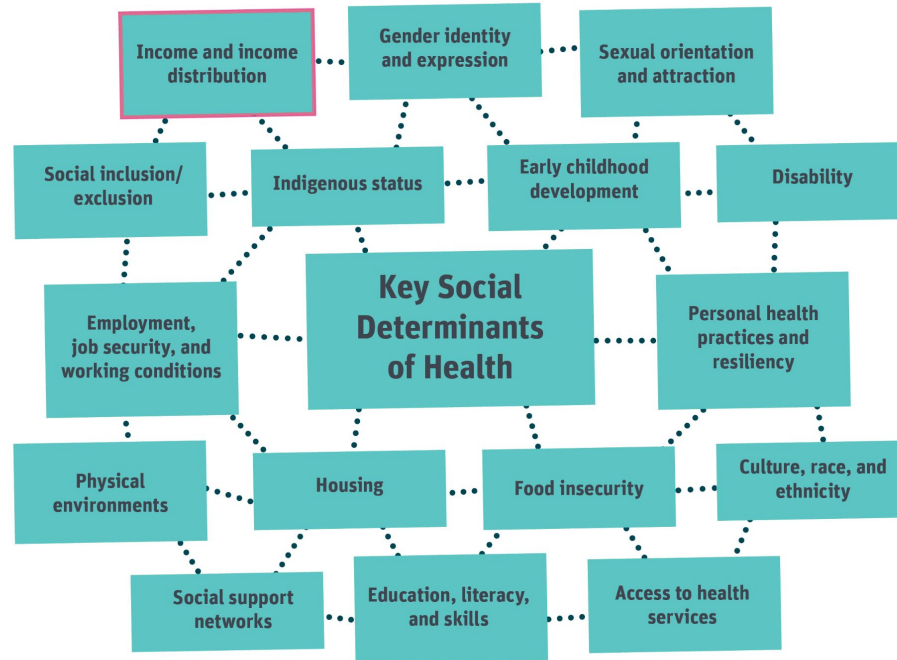 Income and income
distribution
Gender identity
and expression
Sexual orientation
and attraction
Social inclusion/
exclusion
Indigenous status
Early childhood
development
Disability
Key Social
Determinants
of Health
Employment,
job security, and
working conditions
Personal health
practices and
resiliency
Physical
environments
Housing
Food insecurity
Culture, race, and
ethnicity
Social support
networks
Education, literacy,
and skills
Access to health
services